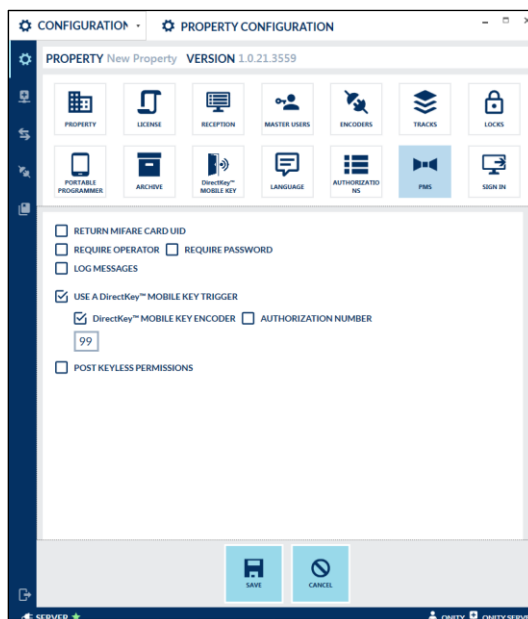 CONFIGURATION PROPERTY CONFIGURATION
PROPERTY New Property VERSION 1.0.21.3559
PROPERTY LICENSE RECEPTION MASTER USERS ENCODERS TRACKS LOCKS
PORTABLE PROGRAMMER ARCHIVE DirectKey™ MOBILE KEY LANGUAGE AUTHORIZATIONS PMS SIGN IN
RETURN MIFARE CARD UID
REQUIRE OPERATOR REQUIRE PASSWORD
LOG MESSAGES
USE A DirectKey™ MOBILE KEY TRIGGER
DirectKey™ MOBILE KEY ENCODER AUTHORIZATION NUMBER
99
POST KEYLESS PERMISSIONS
SAVE CANCEL
SERVER ONITY ONITY SERVE